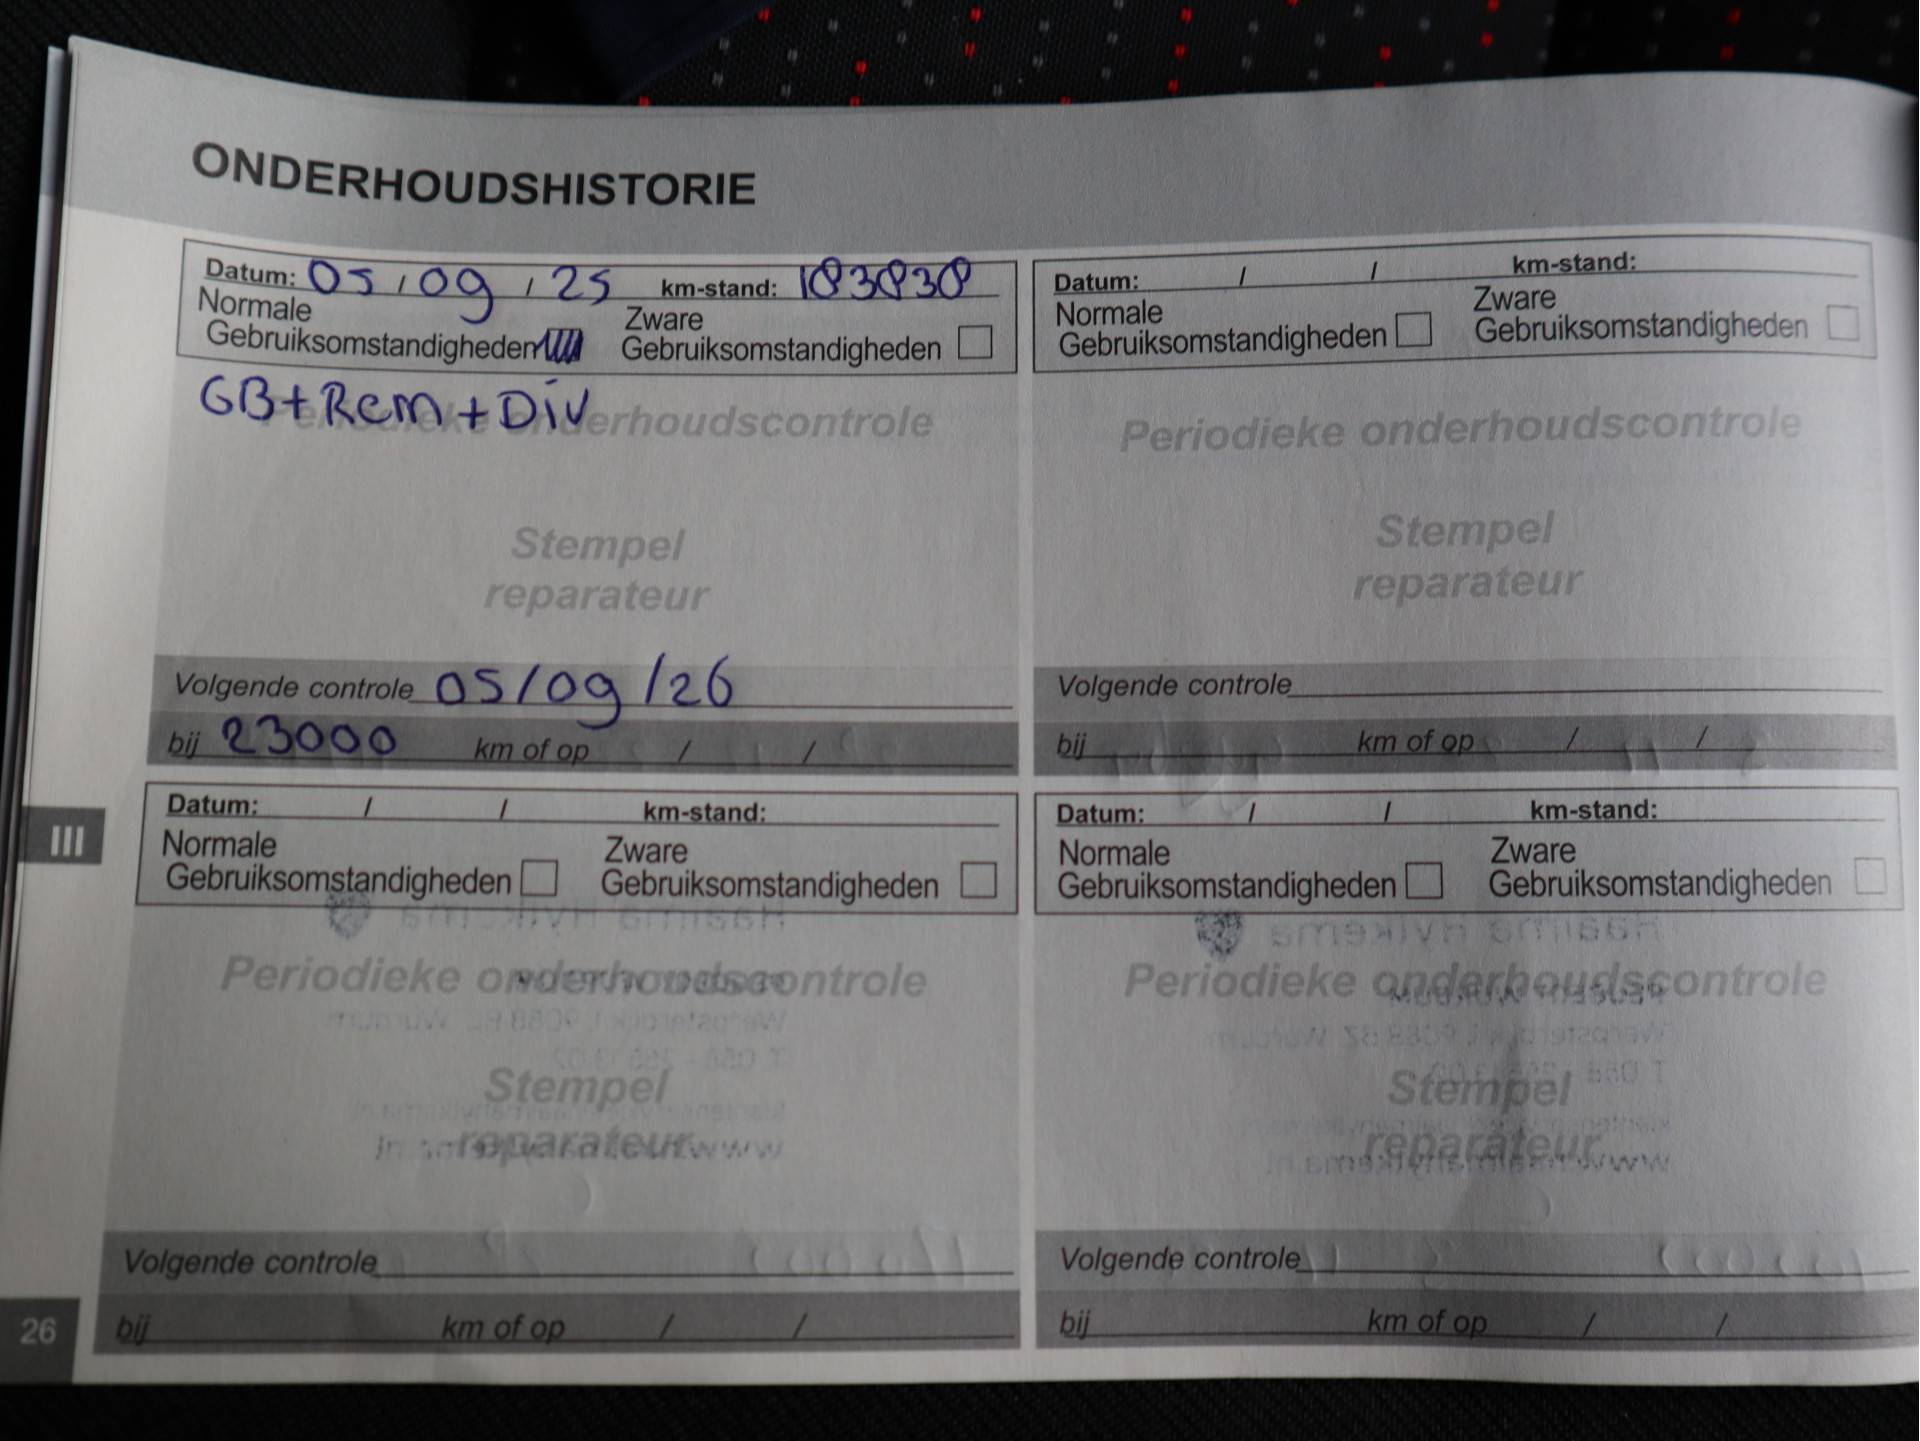 ONDERHOUDSHISTORIE
Datum: 05 / 09 / 25 km-stand: 183838
Normale Gebruiksomstandigheden
Zware Gebruiksomstandigheden
GB+Rem+Div
Periodieke onderhoudscontrole
Stempel
reparateur
Volgende controle 05/09/26
bij 23000 km of op / /
Datum: / / km-stand:
Normale Gebruiksomstandigheden
Zware Gebruiksomstandigheden
Periodieke onderhoudscontrole
Stempel
reparateur
Volgende controle
bij km of op / /
III
Datum: / / km-stand:
Normale Gebruiksomstandigheden
Zware Gebruiksomstandigheden
Periodieke onderhoudscontrole
Stempel
reparateur
Volgende controle
bij km of op / /
Datum: / / km-stand:
Normale Gebruiksomstandigheden
Zware Gebruiksomstandigheden
Periodieke onderhoudscontrole
Stempel
reparateur
Volgende controle
bij km of op / /
26